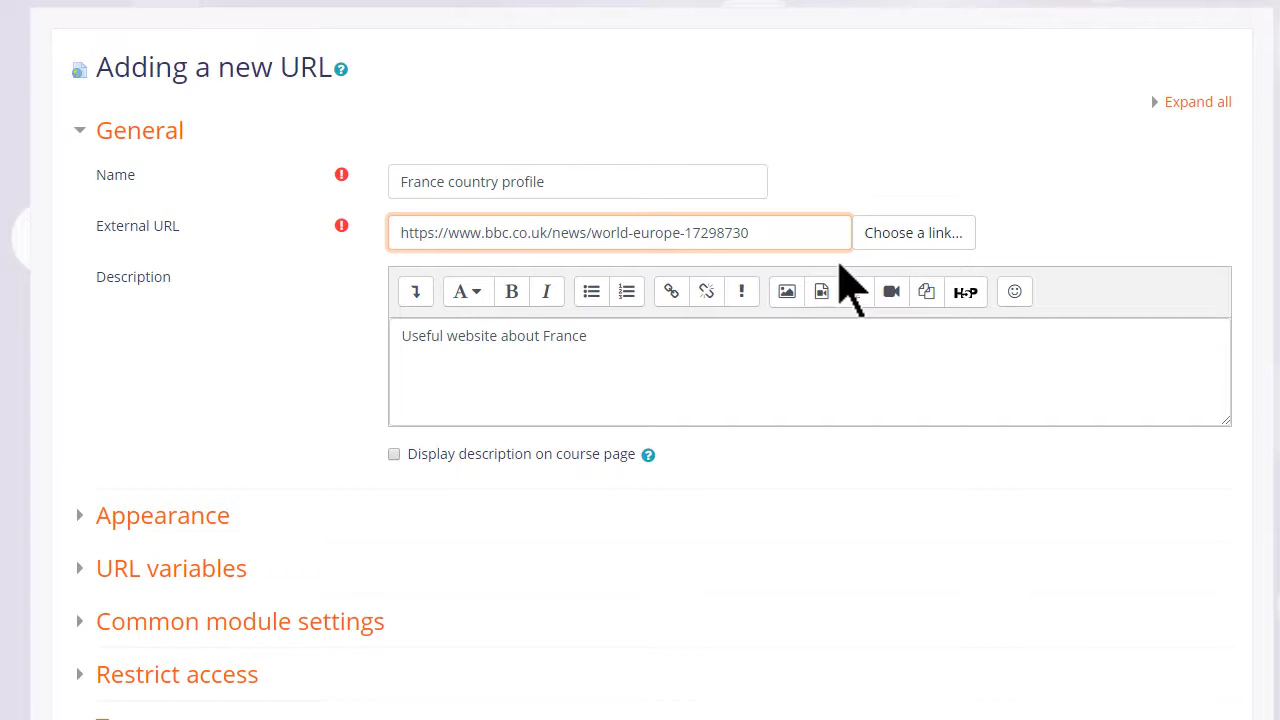 Adding a new URL
Expand all
General
Name
France country profile
External URL
https://www.bbc.co.uk/news/world-europe-17298730
Choose a link...
Description
A B I H5P
Useful website about France
Display description on course page
Appearance
URL variables
Common module settings
Restrict access